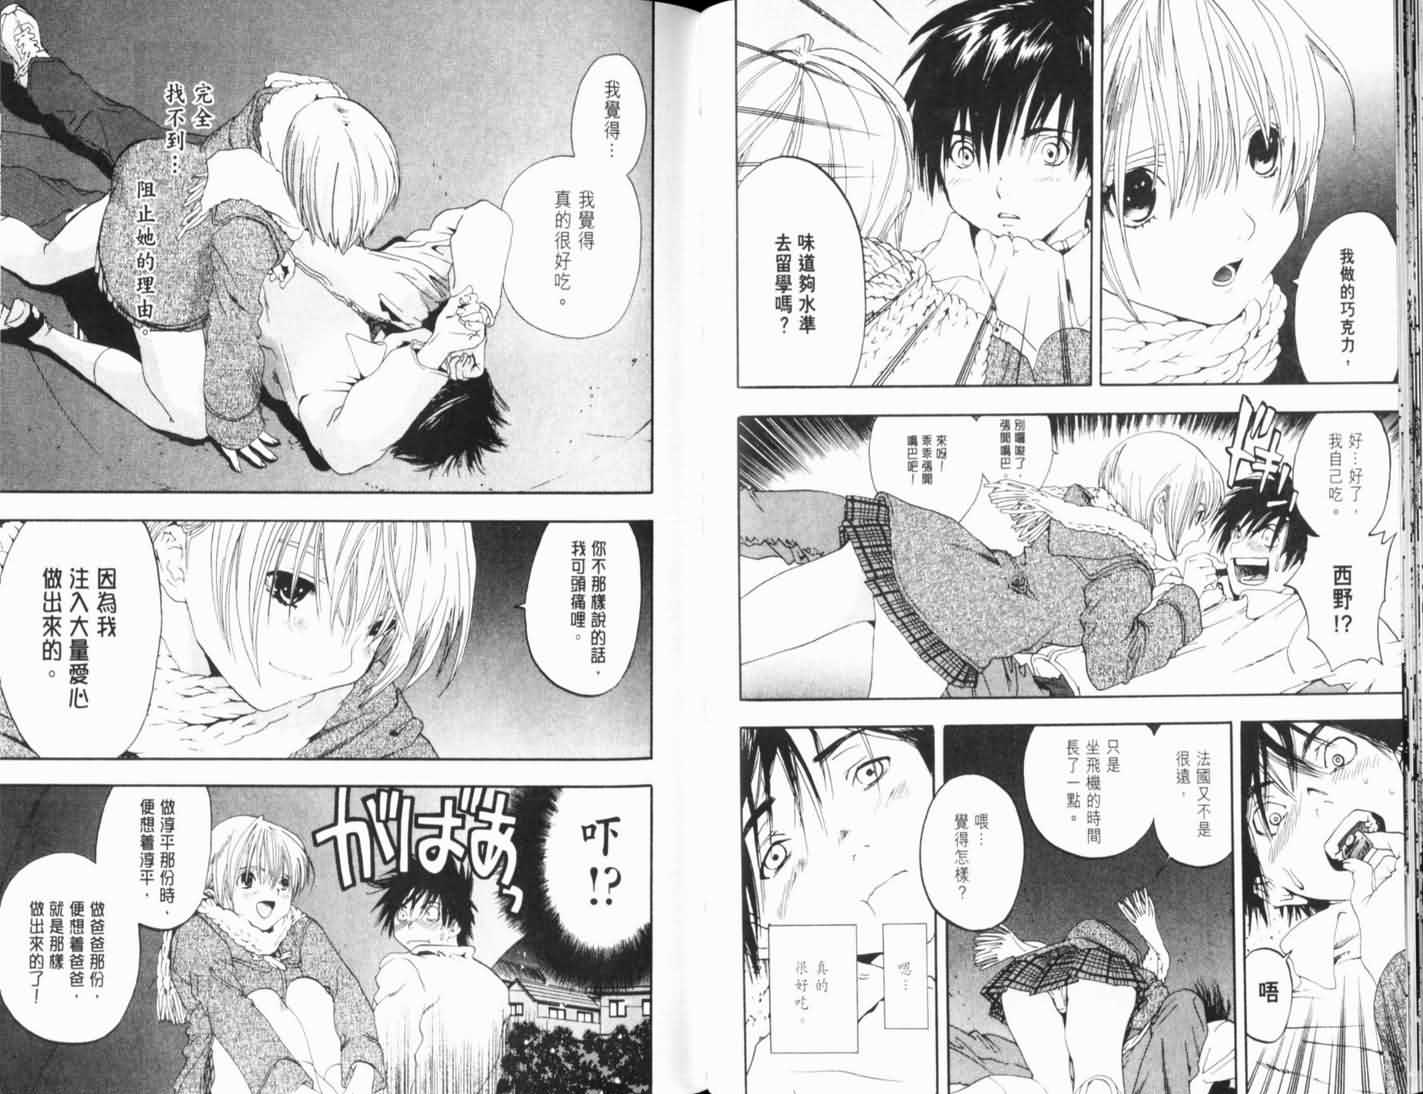 我做的巧克力，
味道夠水準
去留學嗎？
好…好了，
我自己吃。
西野!?
ドキィッ
別囉唆了，
張開嘴巴。
來呀！
乖乖張開
嘴巴吧！
唔
法國又不是
很遠，
只是
坐飛機的時間
長了一點。
喂…
覺得怎樣？
嗯…
真的
很好吃。
我覺得…
我覺得
真的很好吃。
完全
找不到…
阻止她的理由。
你不那樣說的話，
我可頭痛哩。
因為我
注入大量愛心
做出來的。
吓!?
がばあっ
做淳平那份時，
便想着淳平，
做爸爸那份，
便想着爸爸，
就是那樣
做出來的了！